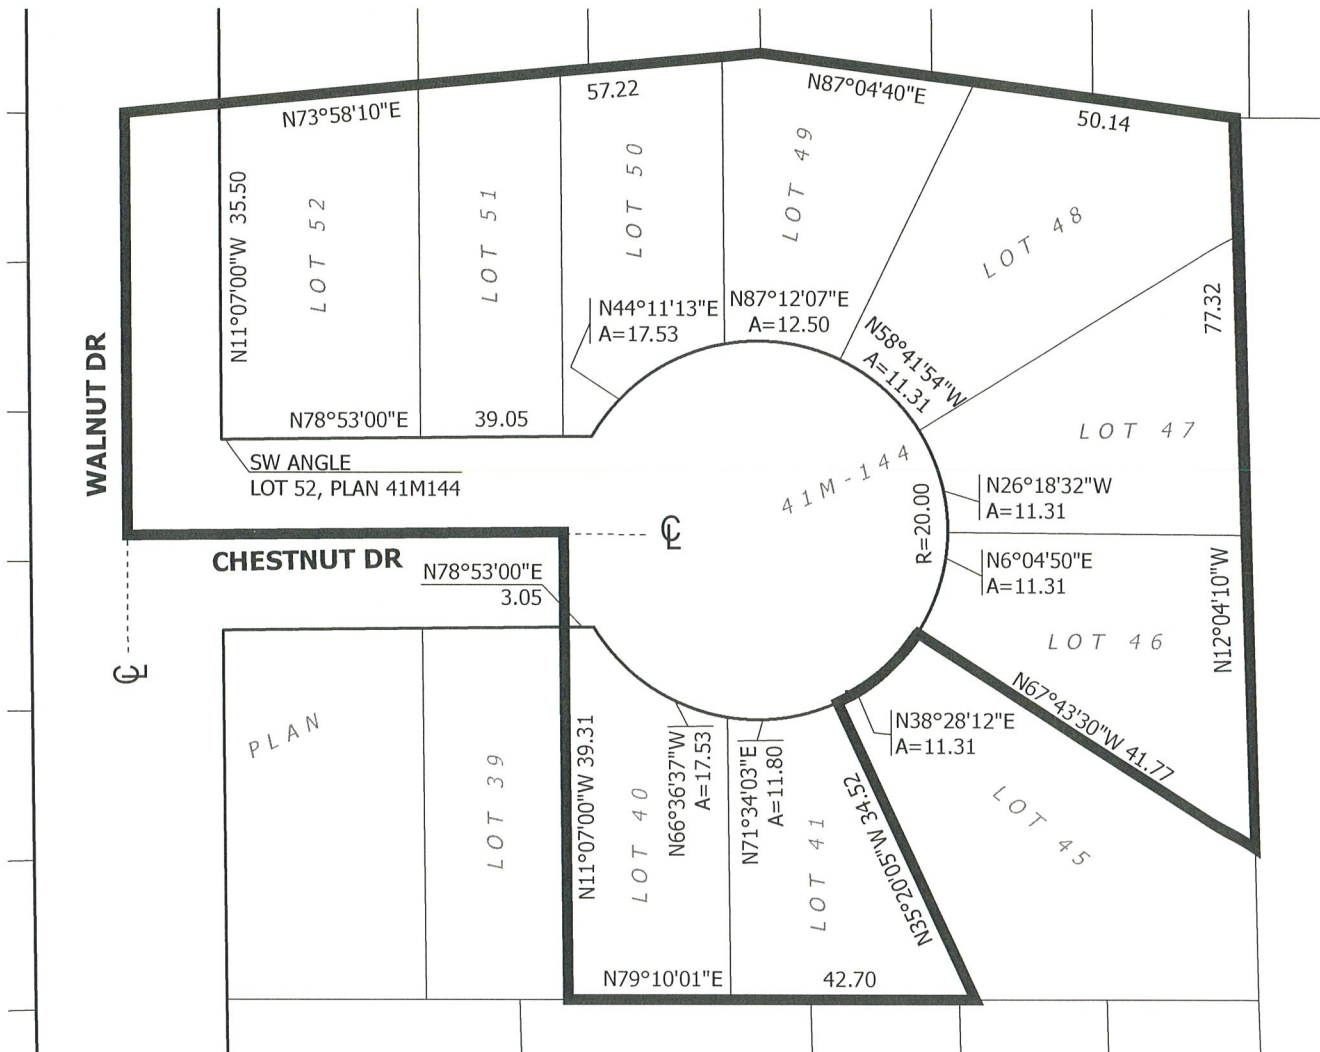 57.22
N87°04'40"E
N73°58'10"E
50.14
LOT 52
LOT 51
LOT 50
LOT 49
LOT 48
N11°07'00"W 35.50
77.32
N44°11'13"E
A=17.53
N87°12'07"E
A=12.50
N58°41'54"W
A=11.31
WALNUT DR
N78°53'00"E
39.05
LOT 47
SW ANGLE
LOT 52, PLAN 41M144
41M-144
N26°18'32"W
A=11.31
R=20.00
CL
CHESTNUT DR
N78°53'00"E
3.05
N6°04'50"E
A=11.31
N12°04'10"W
LOT 46
CL
PLAN
N67°43'30"W 41.77
N38°28'12"E
A=11.31
LOT 39
N11°07'00"W 39.31
LOT 40
N66°36'37"W
A=17.53
N71°34'03"E
A=11.80
LOT 41
N35°20'05"W 34.52
LOT 45
N79°10'01"E
42.70